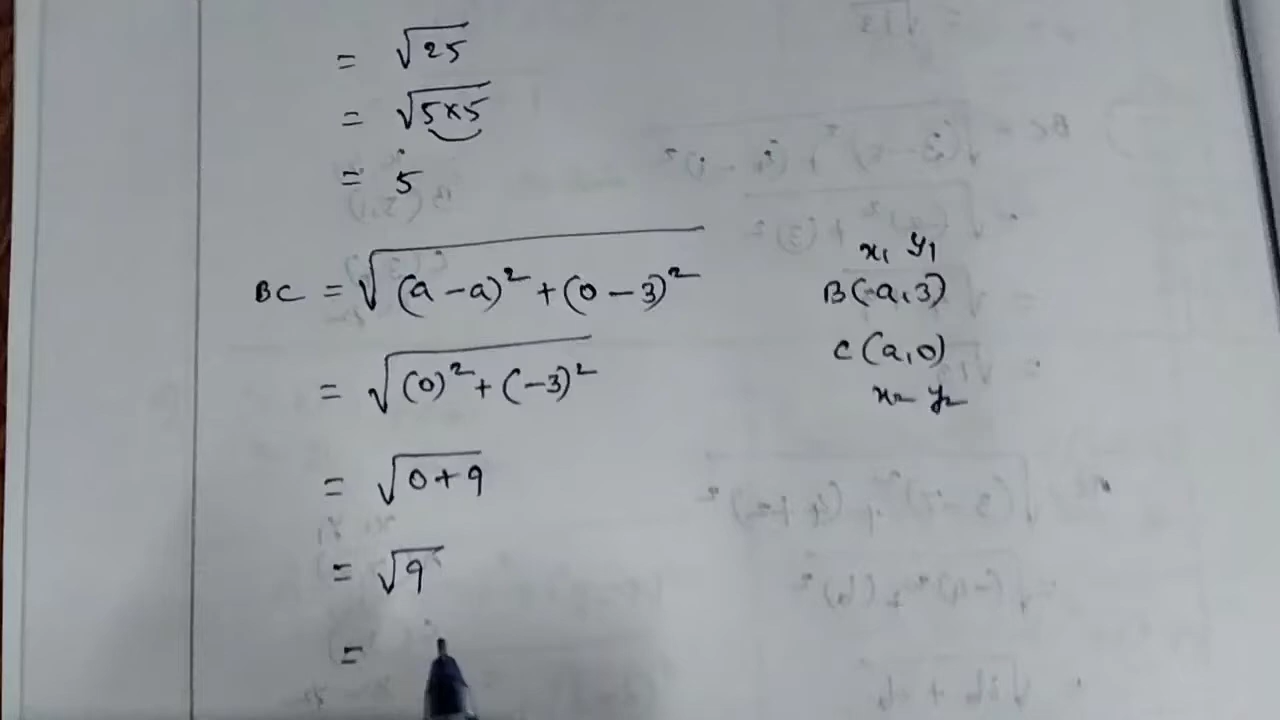 = √25
= √5×5
= 5
x₁ y₁
BC = √(a-a)² + (0-3)² B(a,3)
C(a,0)
= √(0)² + (-3)² x₂ y₂
= √0+9
= √9
=